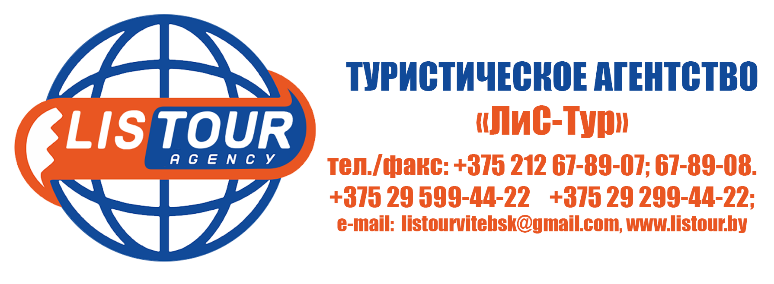 LISTOUR
AGENCY
ТУРИСТИЧЕСКОЕ АГЕНТСТВО
«ЛиС-Тур»
тел./факс: +375 212 67-89-07; 67-89-08.
+375 29 599-44-22 +375 29 299-44-22;
e-mail: listourvitebsk@gmail.com, www.listour.by